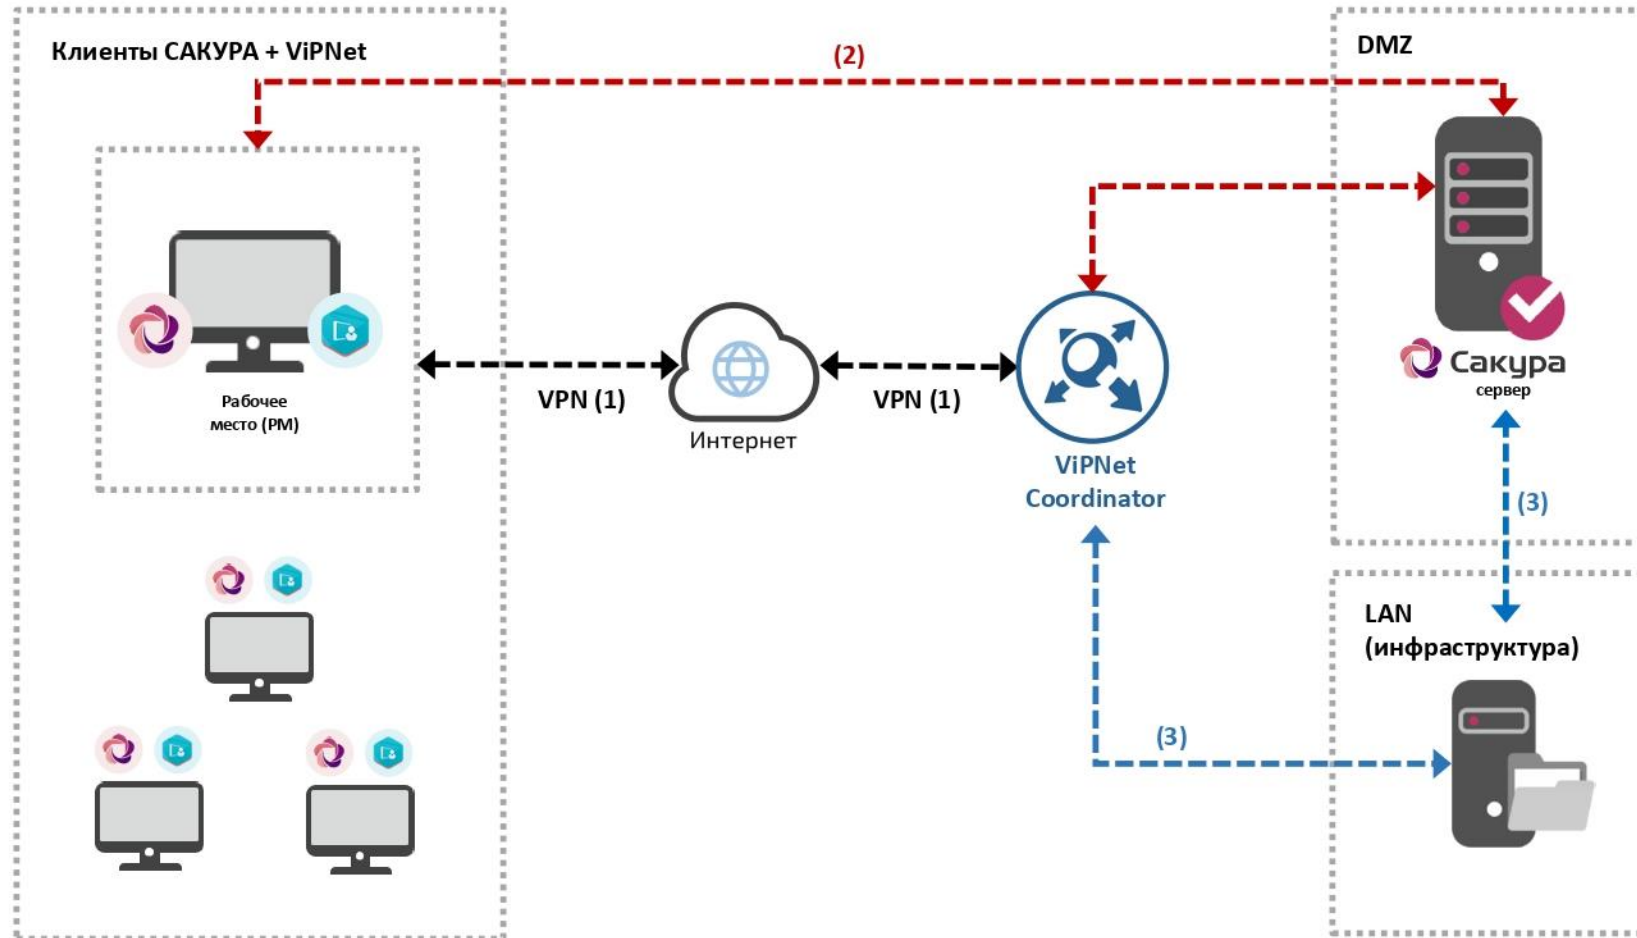 Клиенты САКУРА + ViPNet
(2)
DMZ
Рабочее
место (РМ)
VPN (1)
Интернет
VPN (1)
ViPNet
Coordinator
Сакура
сервер
(3)
LAN
(инфраструктура)
(3)